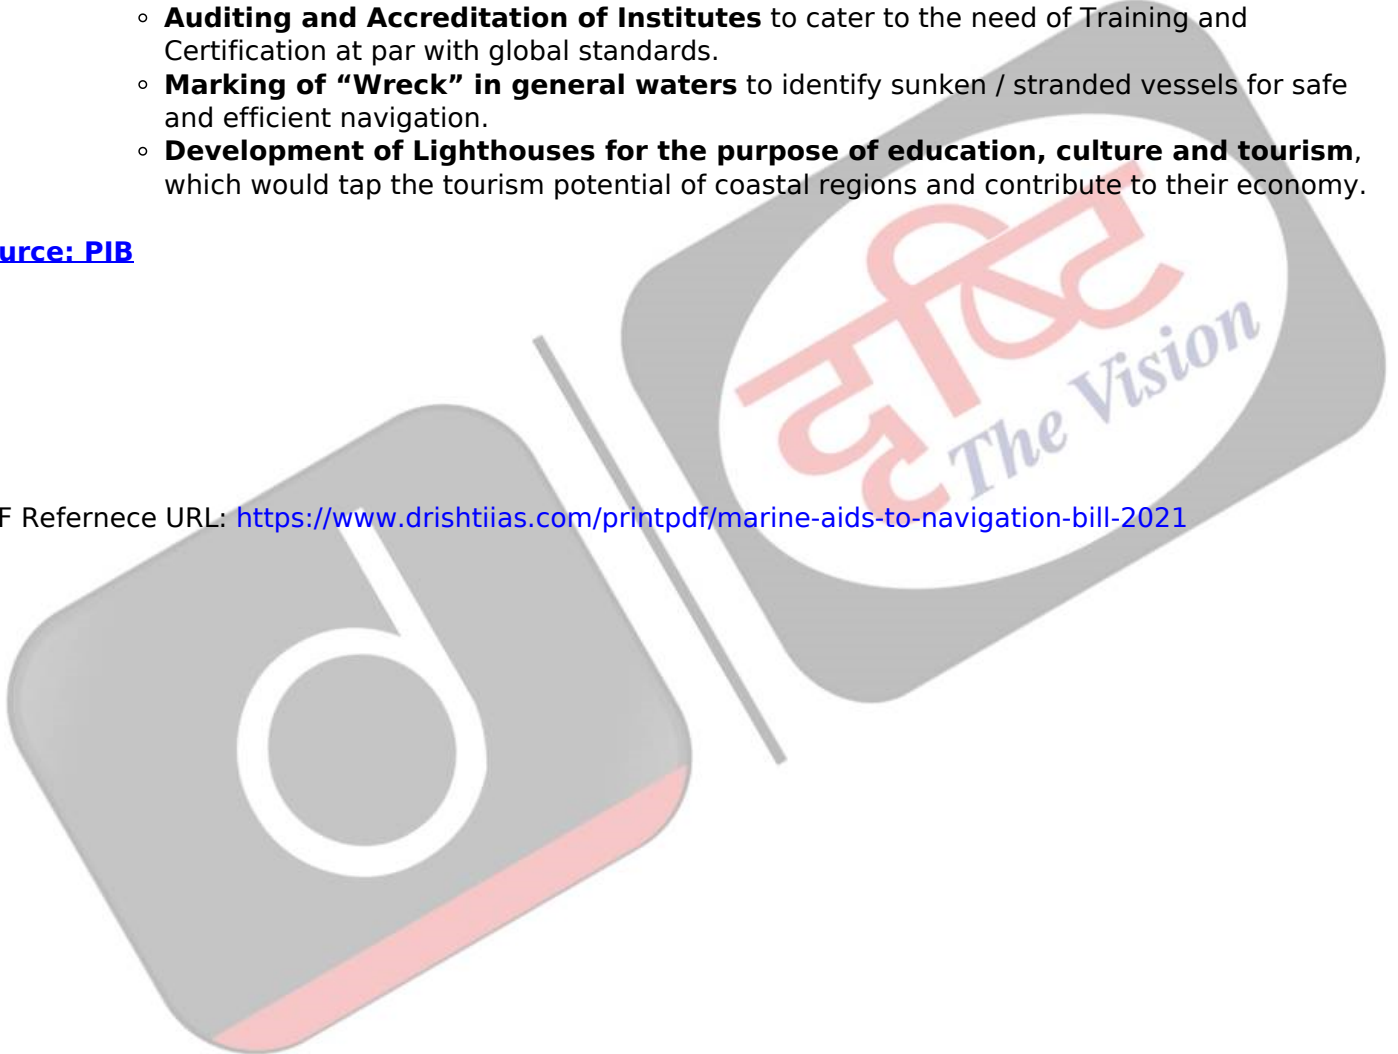 Auditing and Accreditation of Institutes to cater to the need of Training and
Certification at par with global standards.
Marking of “Wreck” in general waters to identify sunken / stranded vessels for safe
and efficient navigation.
Development of Lighthouses for the purpose of education, culture and tourism,
which would tap the tourism potential of coastal regions and contribute to their economy.
urce: PIB
दृष्टि
The Vision
F Refernece URL: https://www.drishtiias.com/printpdf/marine-aids-to-navigation-bill-2021